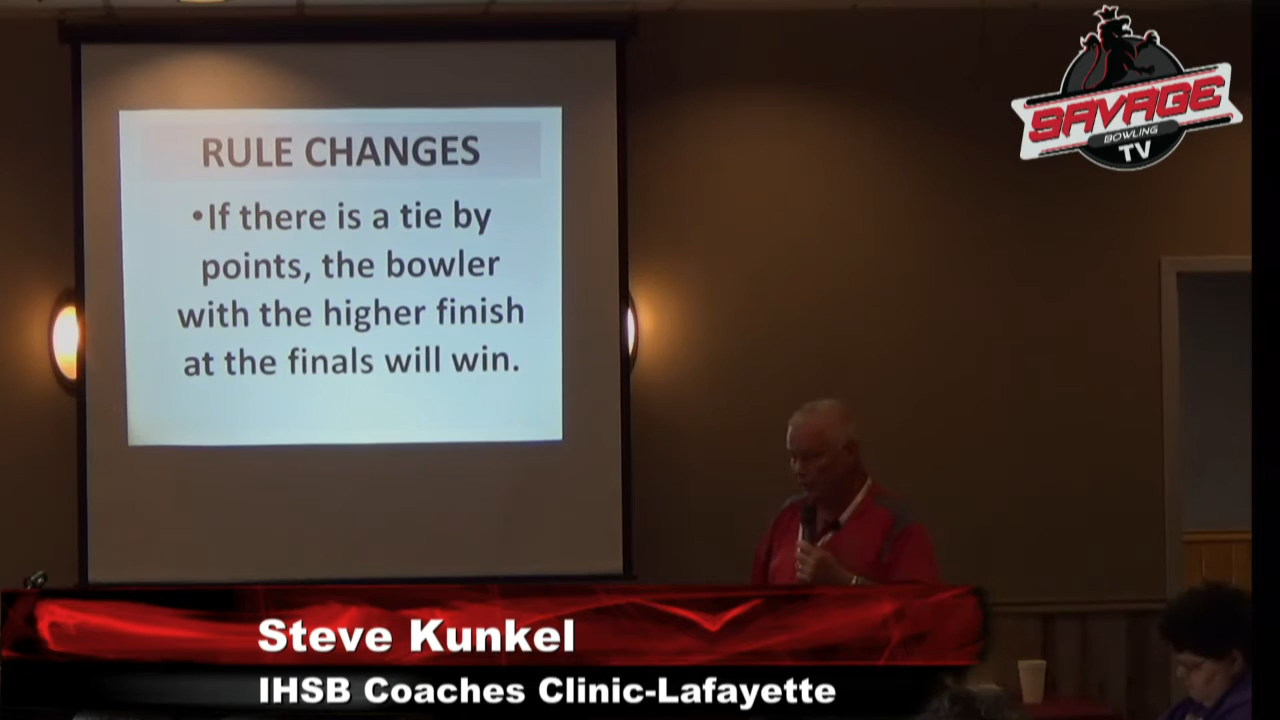 SAVAGE
BOWLING
TV
RULE CHANGES
•If there is a tie by
points, the bowler
with the higher finish
at the finals will win.
Steve Kunkel
IHSB Coaches Clinic-Lafayette